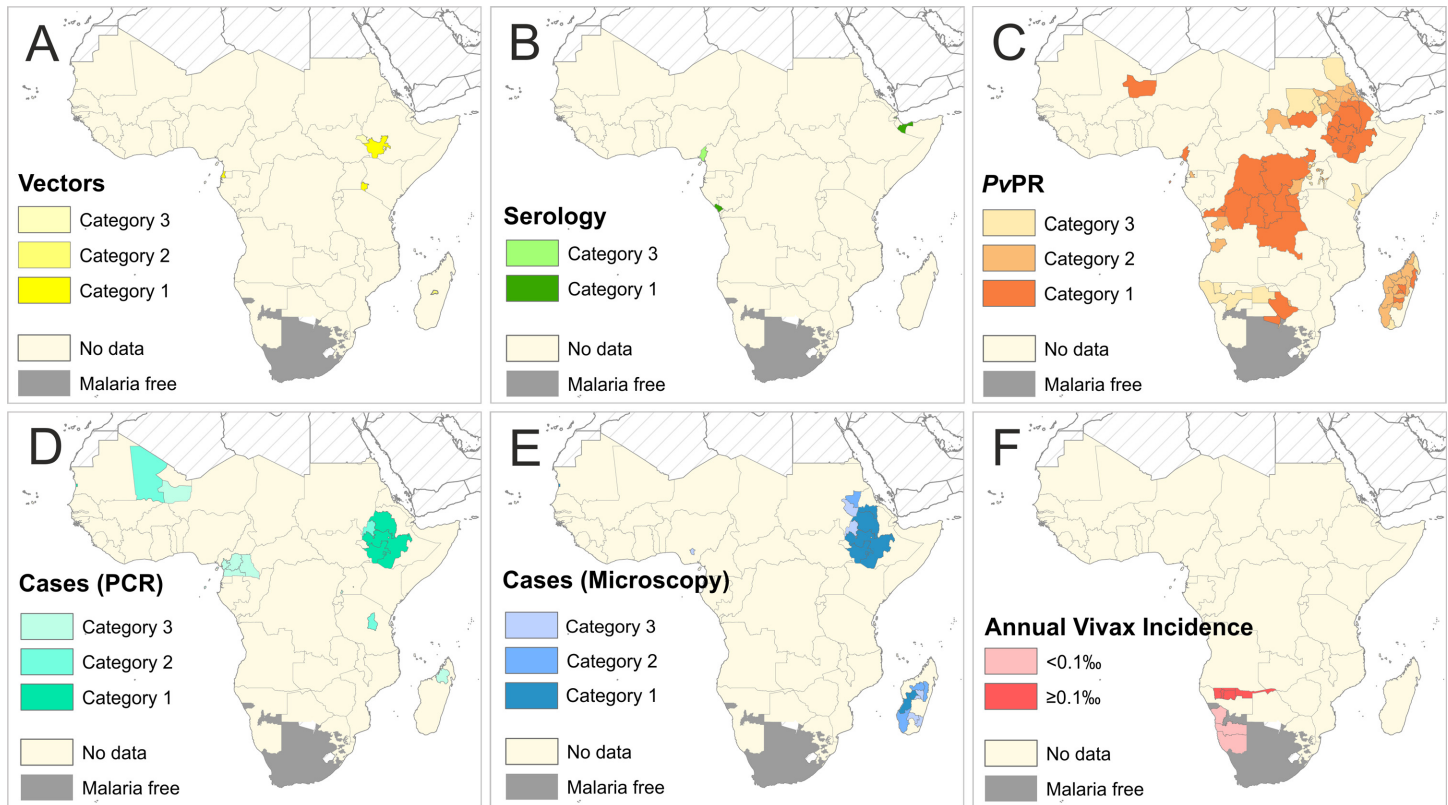 A
Vectors
Category 3
Category 2
Category 1
No data
Malaria free
B
Serology
Category 3
Category 1
No data
Malaria free
C
PvPR
Category 3
Category 2
Category 1
No data
Malaria free
D
Cases (PCR)
Category 3
Category 2
Category 1
No data
Malaria free
E
Cases (Microscopy)
Category 3
Category 2
Category 1
No data
Malaria free
F
Annual Vivax Incidence
<0.1‰
≥0.1‰
No data
Malaria free